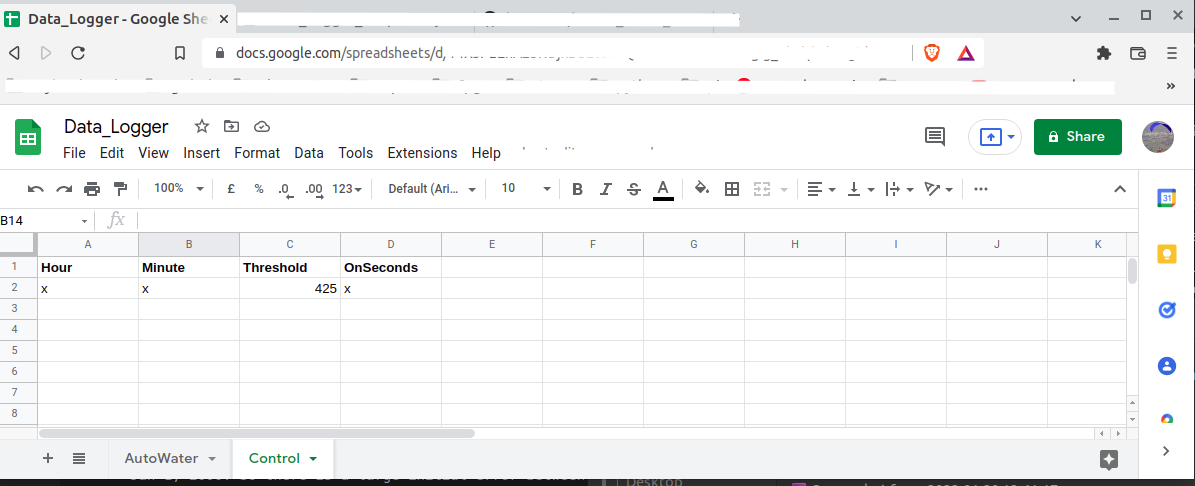 Data_Logger - Google She
docs.google.com/spreadsheets/d/
Data_Logger
File Edit View Insert Format Data Tools Extensions Help
Share
100% £ % .0 .00 123 Default (Ari... 10 B I S A
31
B14 fx
A B C D E F G H I J K
1 Hour Minute Threshold OnSeconds
2 x x 425 x
3
4
5
6
7
8
+ AutoWater Control
Desktop